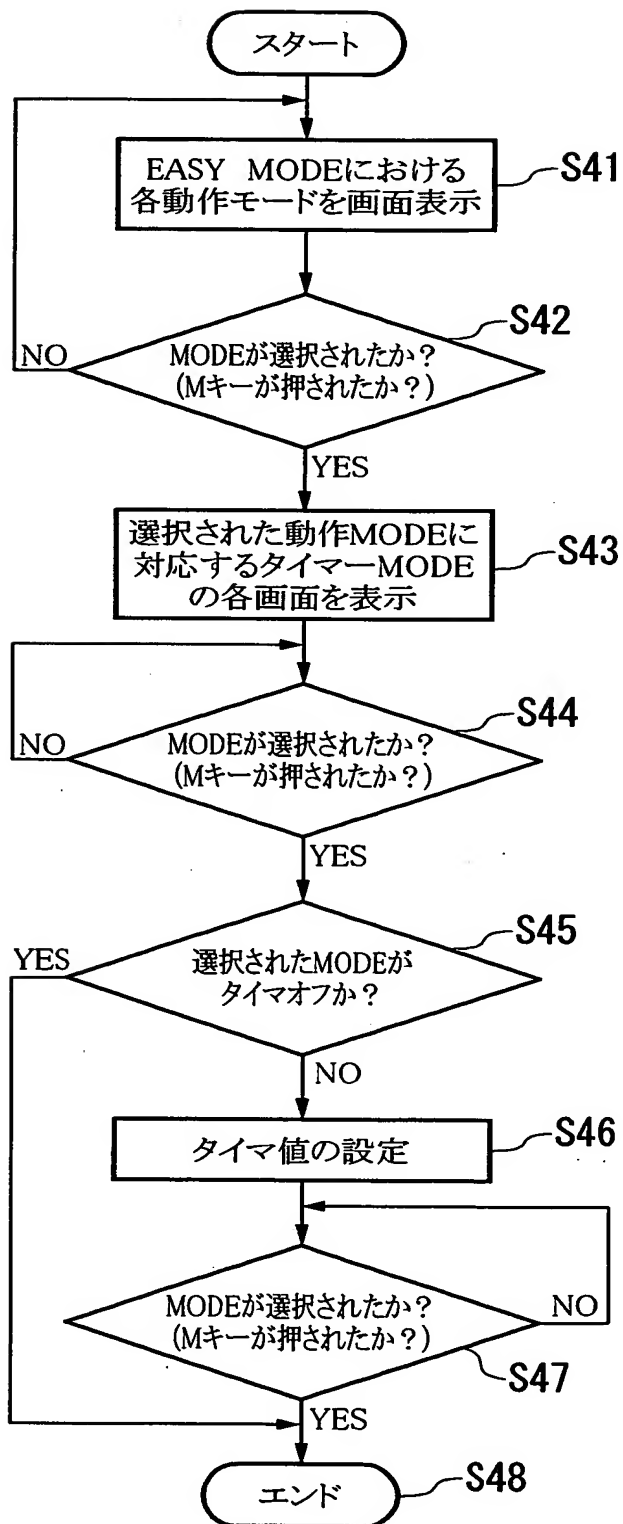 スタート
EASY MODEにおける
各動作モードを画面表示
S41
S42
NO
MODEが選択されたか?
(Mキーが押されたか?)
YES
選択された動作MODEに
対応するタイマーMODE
の各画面を表示
S43
S44
NO
MODEが選択されたか?
(Mキーが押されたか?)
YES
S45
YES
選択されたMODEが
タイマオフか?
NO
タイマ値の設定
S46
MODEが選択されたか?
(Mキーが押されたか?)
NO
S47
YES
エンド
S48